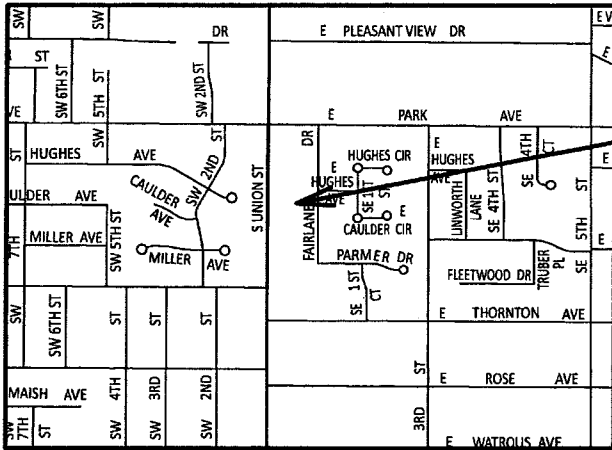 SW
SW
DR
E PLEASANT VIEW DR
E V
ST
SW 6TH ST
SW 5TH ST
SW 2ND ST
E
VE
E PARK AVE
ST
HUGHES AVE
SW
SW 2ND ST
S UNION ST
DR
E HUGHES AVE
HUGHES CIR
E HUGHES AVE
SE 4TH CT
E
ULDER AVE
CAULDER AVE
SE 1ST ST
E CAULDER CIR
LINWORTH LANE
SE 4TH ST
SE 5TH ST
7TH
MILLER AVE
SW 5TH ST
MILLER AVE
FAIRLANE
PARMER DR
E
SE 1ST CT
FLEETWOOD DR
TRUBER PL
SW
SW 6TH ST
ST
ST
ST
E THORNTON AVE
MAISH AVE
4TH
3RD
2ND
ST
E ROSE AVE
SW 7TH ST
SW
SW
SW
3RD
E WATROUS AVE